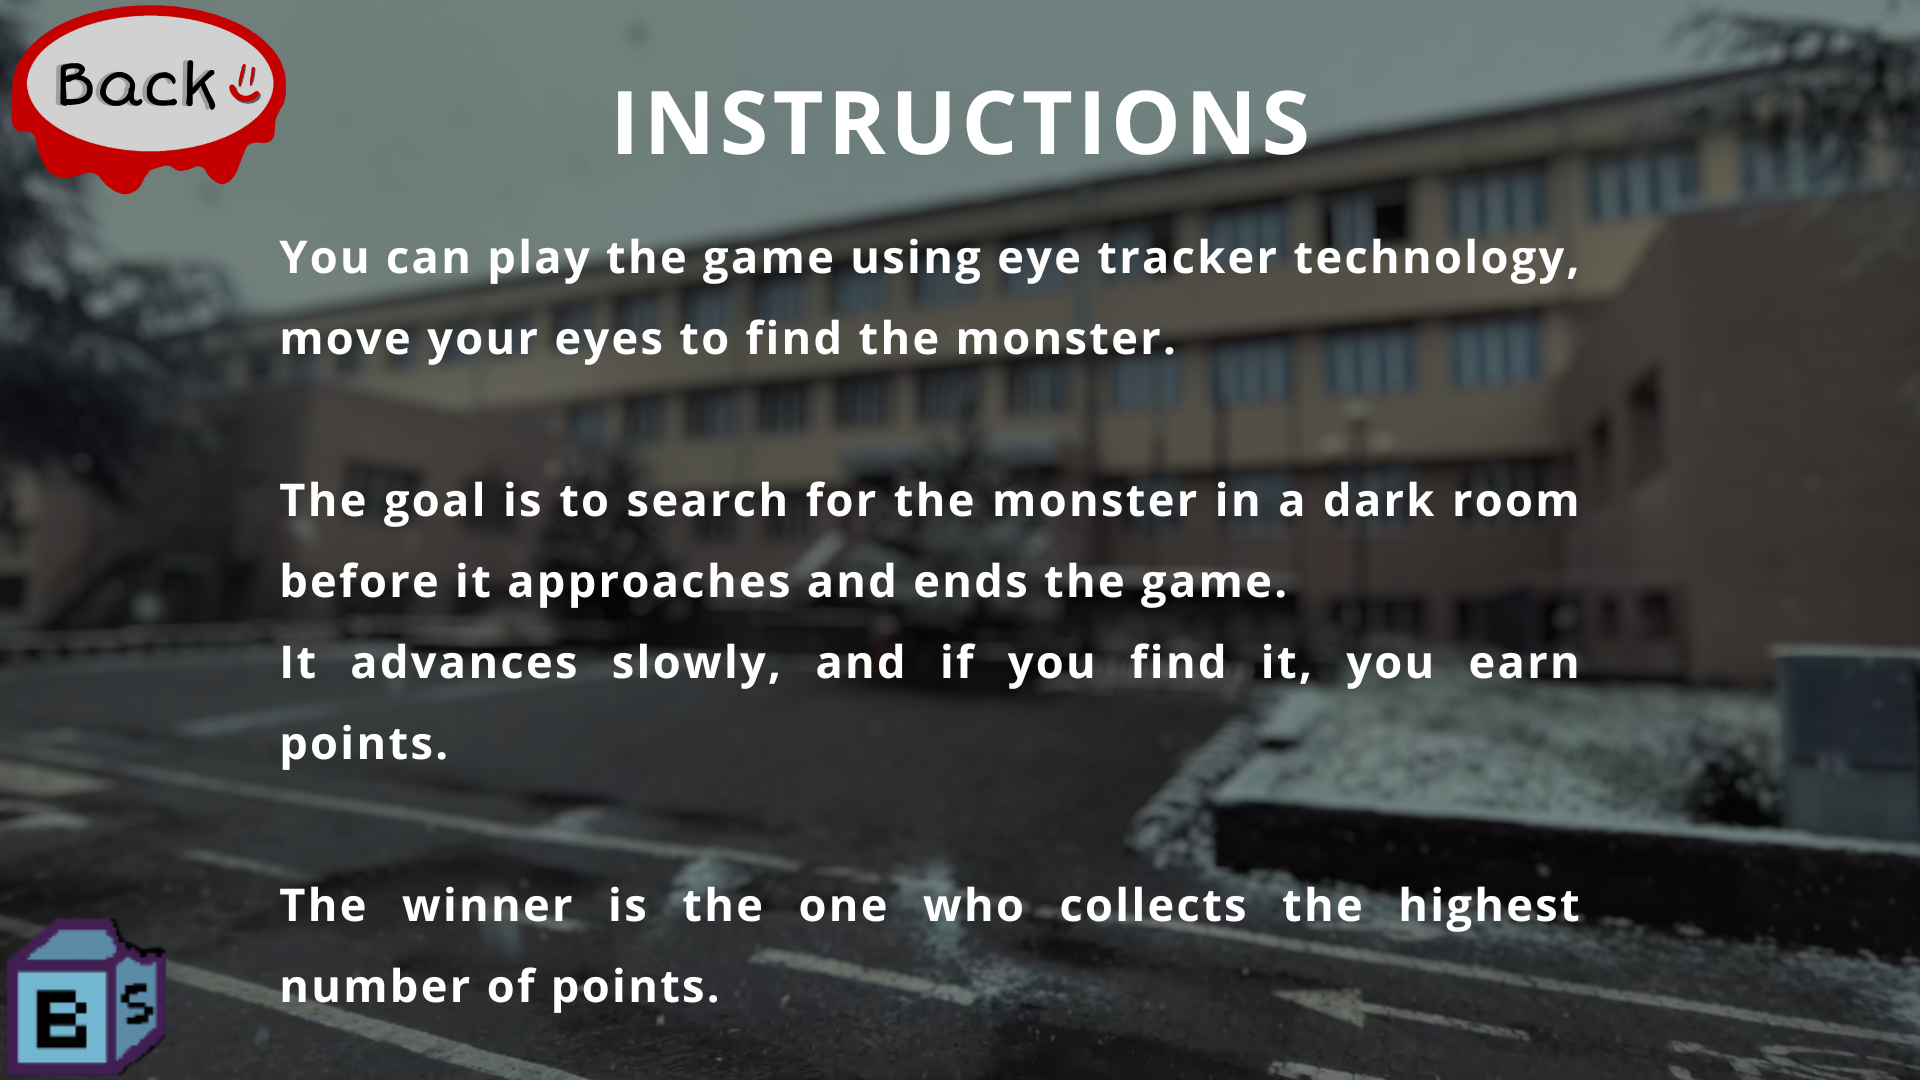 Back
INSTRUCTIONS
You can play the game using eye tracker technology,
move your eyes to find the monster.
The goal is to search for the monster in a dark room
before it approaches and ends the game.
It advances slowly, and if you find it, you earn
points.
The winner is the one who collects the highest
number of points.
B S